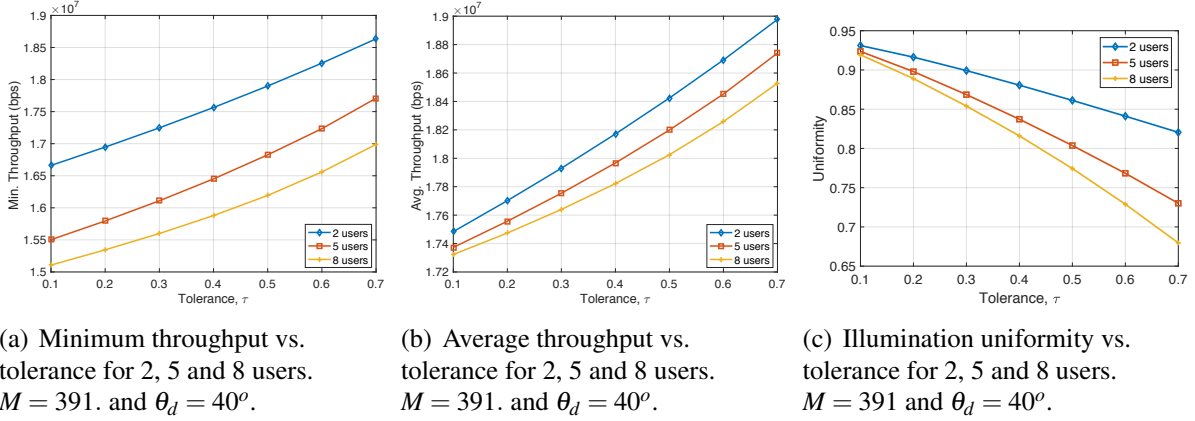 ×10⁷
1.9
1.85
1.8
1.75
1.7
1.65
1.6
1.55
1.5
Min. Throughput (bps)
0.1 0.2 0.3 0.4 0.5 0.6 0.7
Tolerance, τ
2 users
5 users
8 users
×10⁷
1.9
1.88
1.86
1.84
1.82
1.8
1.78
1.76
1.74
1.72
Avg. Throughput (bps)
0.1 0.2 0.3 0.4 0.5 0.6 0.7
Tolerance, τ
2 users
5 users
8 users
0.95
0.9
0.85
0.8
0.75
0.7
0.65
Uniformity
0.1 0.2 0.3 0.4 0.5 0.6 0.7
Tolerance, τ
2 users
5 users
8 users
(a) Minimum throughput vs.
tolerance for 2, 5 and 8 users.
M = 391. and θd = 40ᵒ.
(b) Average throughput vs.
tolerance for 2, 5 and 8 users.
M = 391. and θd = 40ᵒ.
(c) Illumination uniformity vs.
tolerance for 2, 5 and 8 users.
M = 391 and θd = 40ᵒ.